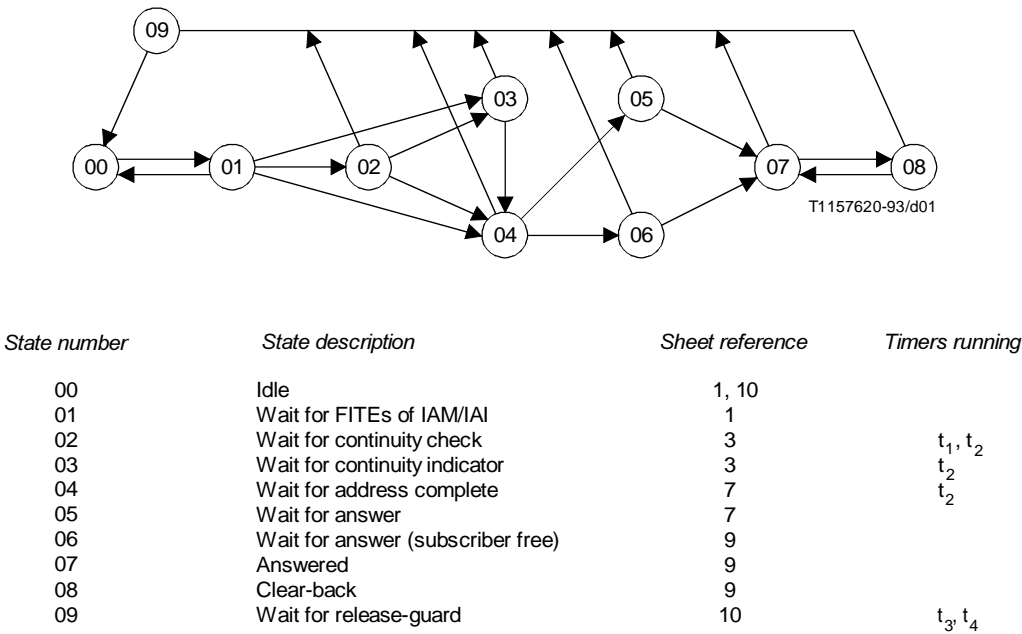 09
03
05
00
01
02
07
08
T1157620-93/d01
04
06
State number State description Sheet reference Timers running
00 Idle 1, 10
01 Wait for FITEs of IAM/IAI 1
02 Wait for continuity check 3 t1, t2
03 Wait for continuity indicator 3 t2
04 Wait for address complete 7 t2
05 Wait for answer 7
06 Wait for answer (subscriber free) 9
07 Answered 9
08 Clear-back 9
09 Wait for release-guard 10 t3, t4